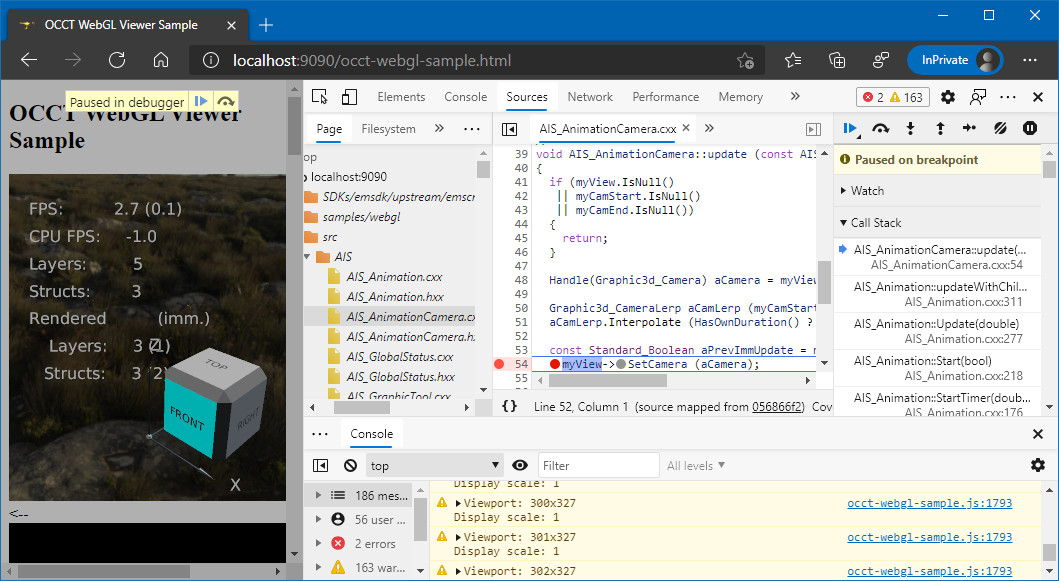 OCCT WebGL Viewer Sample
localhost:9090/occt-webgl-sample.html
InPrivate
Paused in debugger
OCCT WebGL Viewer
Sample
FPS: 2.7 (0.1)
CPU FPS: -1.0
Layers: 5
Structs: 3
Rendered (imm.)
Layers: 3
Structs: 3
TOP
FRONT
RIGHT
X
<--
Elements Console Sources Network Performance Memory
2 163
Page Filesystem
top
localhost:9090
SDKs/emsdk/upstream/emscr
samples/webgl
src
AIS
AIS_Animation.cxx
AIS_Animation.hxx
AIS_AnimationCamera.c
AIS_AnimationCamera.h
AIS_GlobalStatus.cxx
AIS_GlobalStatus.hxx
AIS_GraphicTool.cxx
AIS_AnimationCamera.cxx
39 void AIS_AnimationCamera::update (const AIS
40 {
41 if (myView.IsNull()
42 || myCamStart.IsNull()
43 || myCamEnd.IsNull())
44 {
45 return;
46 }
47
48 Handle(Graphic3d_Camera) aCamera = myView
49
50 Graphic3d_CameraLerp aCamLerp (myCamStart
51 aCamLerp.Interpolate (HasOwnDuration() ?
52
53 const Standard_Boolean aPrevImmUpdate = m
54 myView->SetCamera (aCamera);
55
{} Line 52, Column 1 (source mapped from 056866f2) Cov
Paused on breakpoint
Watch
Call Stack
AIS_AnimationCamera::update(...
AIS_AnimationCamera.cxx:54
AIS_Animation::updateWithChil...
AIS_Animation.cxx:311
AIS_Animation::Update(double)
AIS_Animation.cxx:277
AIS_Animation::Start(bool)
AIS_Animation.cxx:218
AIS_Animation::StartTimer(doub...
AIS_Animation.cxx:176
Console
top Filter All levels
186 mes...
56 user ...
2 errors
163 war...
Display scale: 1
Viewport: 300x327 occt-webgl-sample.js:1793
Display scale: 1
Viewport: 301x327 occt-webgl-sample.js:1793
Display scale: 1
Viewport: 302x327 occt-webgl-sample.js:1793